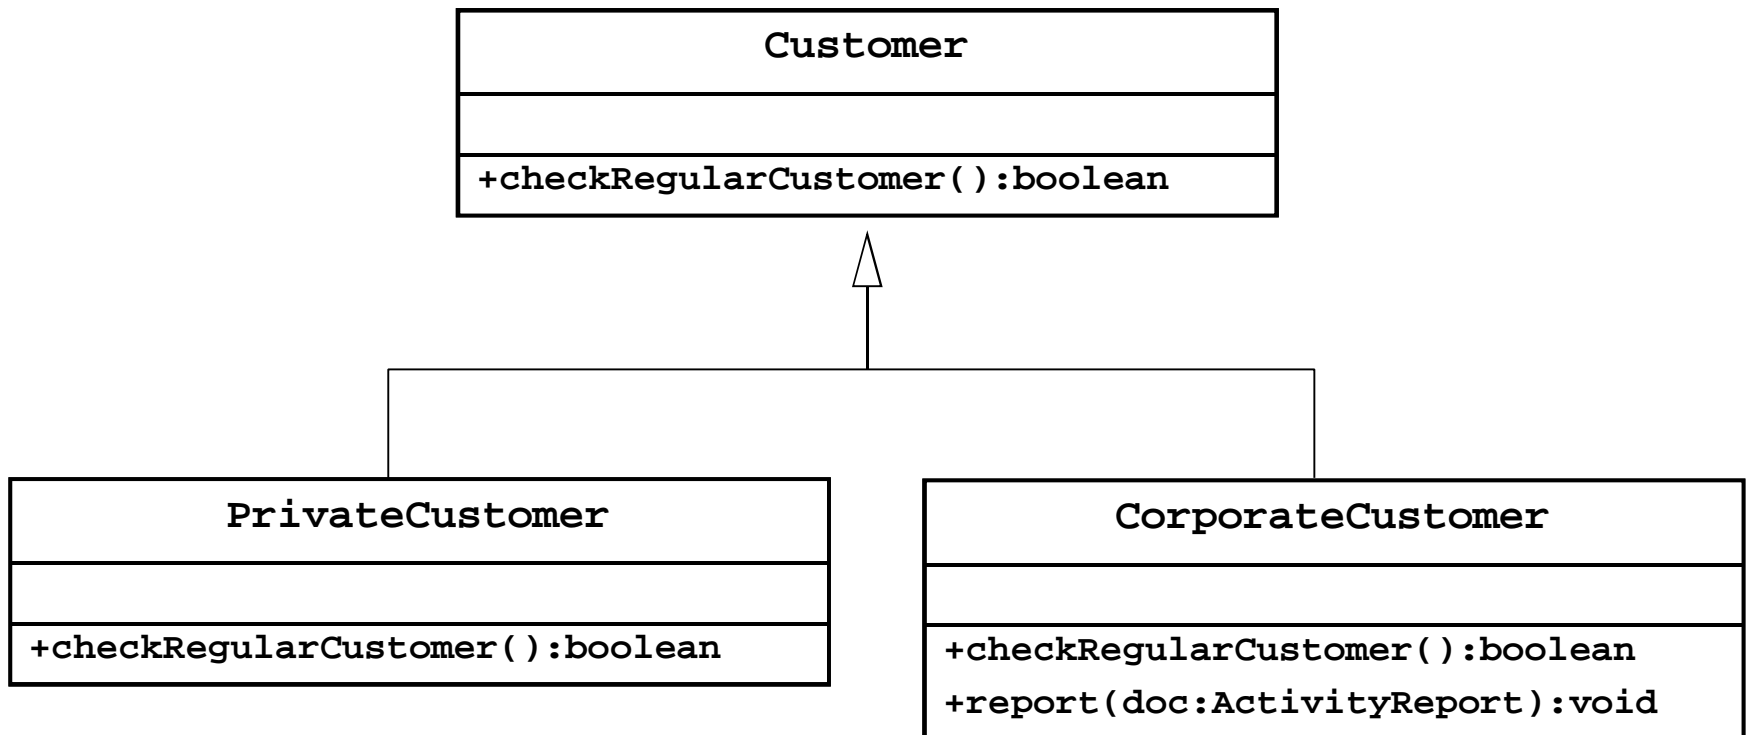 Customer
+checkRegularCustomer():boolean
PrivateCustomer
+checkRegularCustomer():boolean
CorporateCustomer
+checkRegularCustomer():boolean
+report(doc:ActivityReport):void